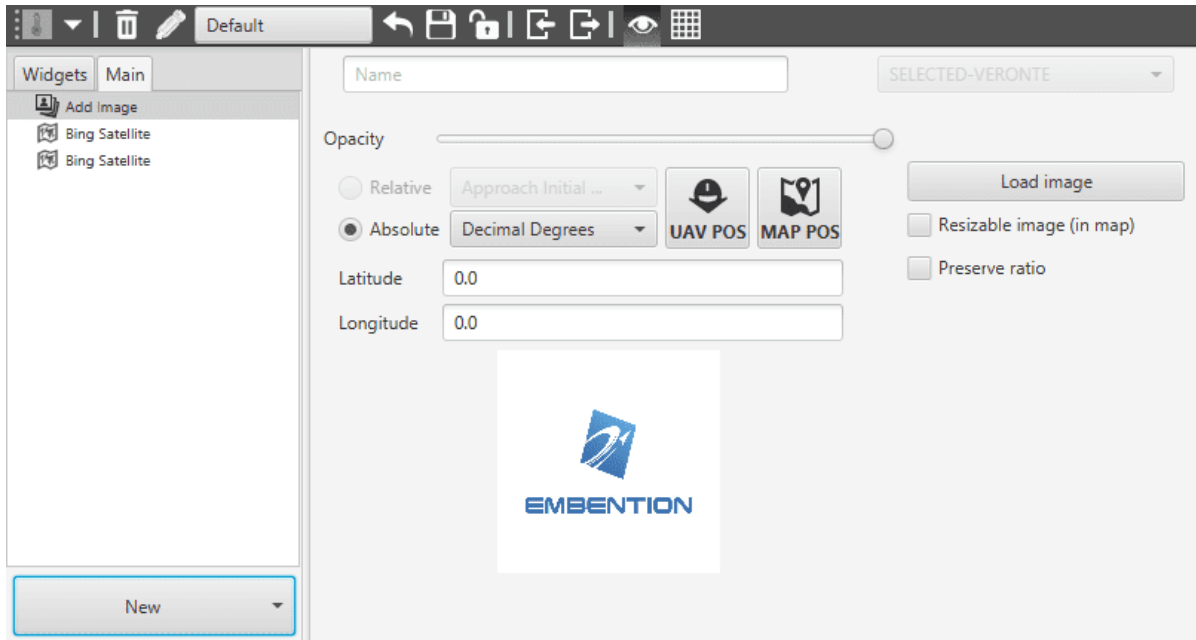 Default
Widgets Main
Name
SELECTED-VERONTE
Add Image
Bing Satellite
Bing Satellite
Opacity
Relative
Approach Initial ...
Load image
Absolute
Decimal Degrees
UAV POS
MAP POS
Resizable image (in map)
Latitude
0.0
Preserve ratio
Longitude
0.0
EMBENTION
New